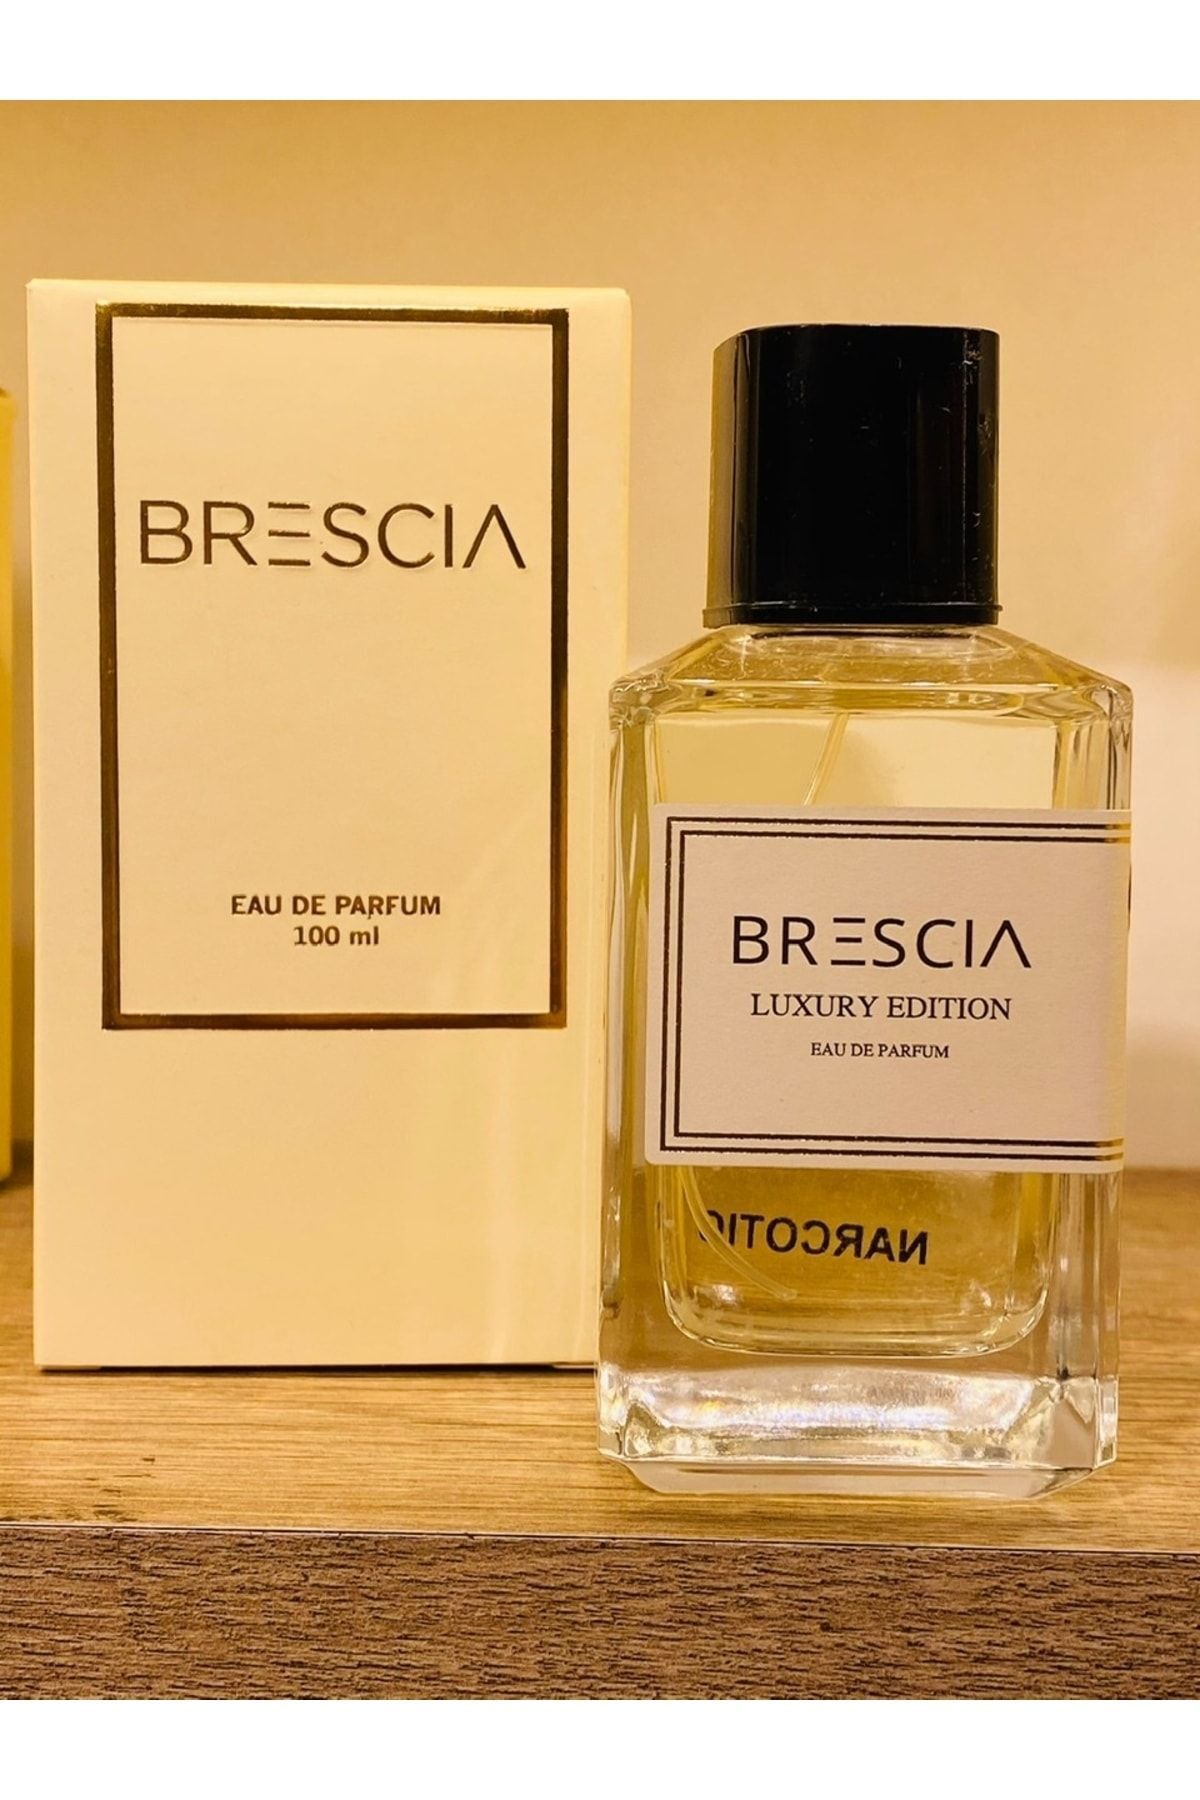 BRESCIA
EAU DE PARFUM
100 ml
BRESCIA
LUXURY EDITION
EAU DE PARFUM
NARCOTIC